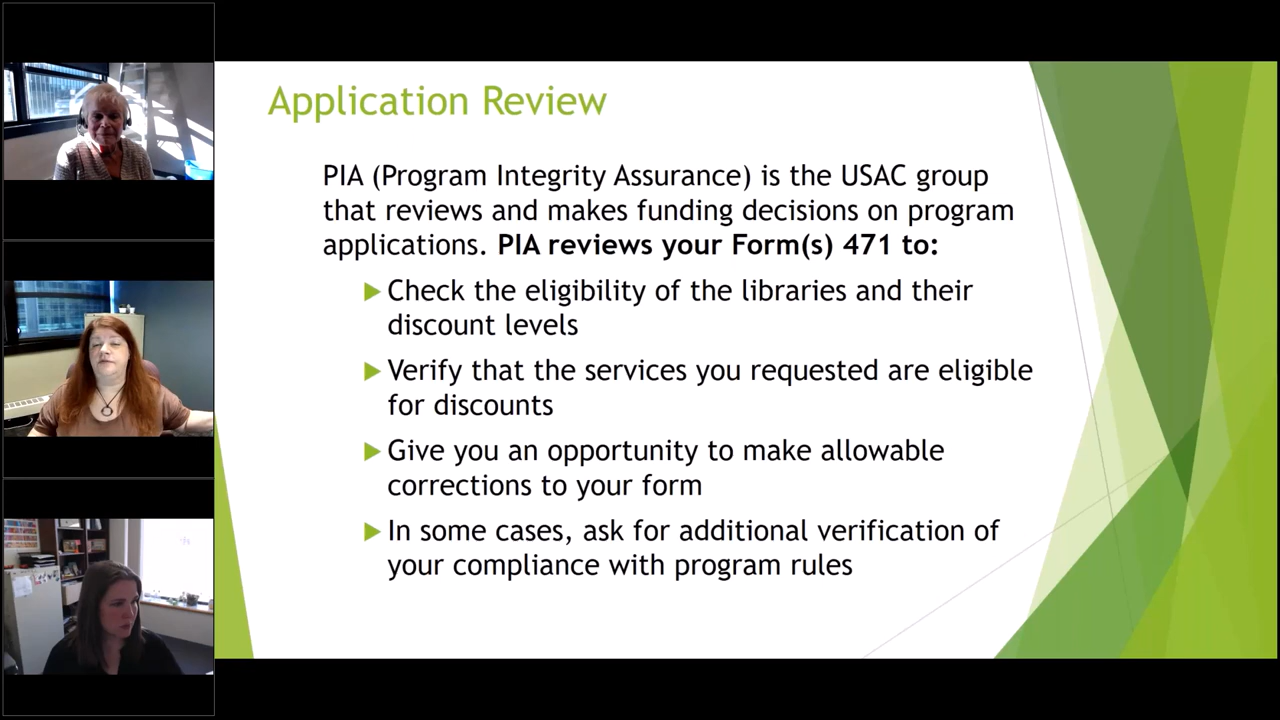 Application Review
PIA (Program Integrity Assurance) is the USAC group
that reviews and makes funding decisions on program
applications. PIA reviews your Form(s) 471 to:
Check the eligibility of the libraries and their
discount levels
Verify that the services you requested are eligible
for discounts
Give you an opportunity to make allowable
corrections to your form
In some cases, ask for additional verification of
your compliance with program rules